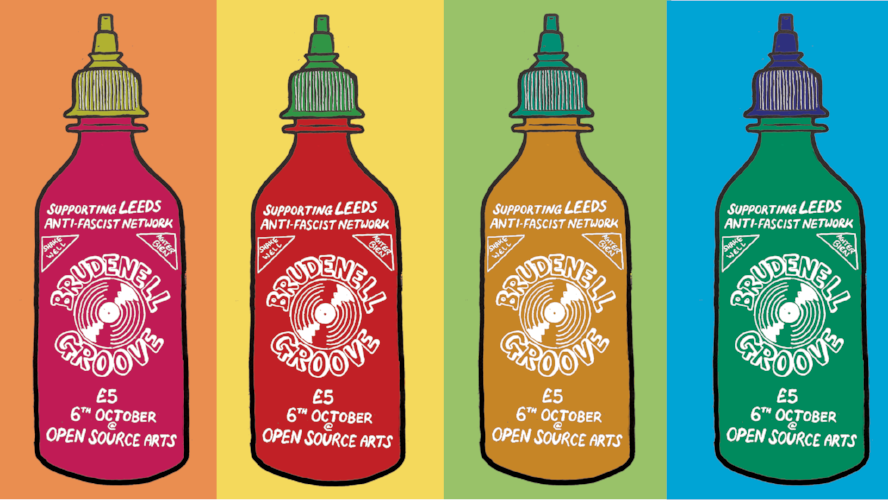 SUPPORTING LEEDS
ANTI-FASCIST NETWORK
SHAKE
WELL
BRUDENELL
GROOVE
£5
6TH OCTOBER
@
OPEN SOURCE ARTS
SUPPORTING LEEDS
ANTI-FASCIST NETWORK
SHAKE
WELL
BRUDENELL
GROOVE
£5
6TH OCTOBER
@
OPEN SOURCE ARTS
SUPPORTING LEEDS
ANTI-FASCIST NETWORK
SHAKE
WELL
BRUDENELL
GROOVE
£5
6TH OCTOBER
@
OPEN SOURCE ARTS
SUPPORTING LEEDS
ANTI-FASCIST NETWORK
SHAKE
WELL
BRUDENELL
GROOVE
£5
6TH OCTOBER
@
OPEN SOURCE ARTS